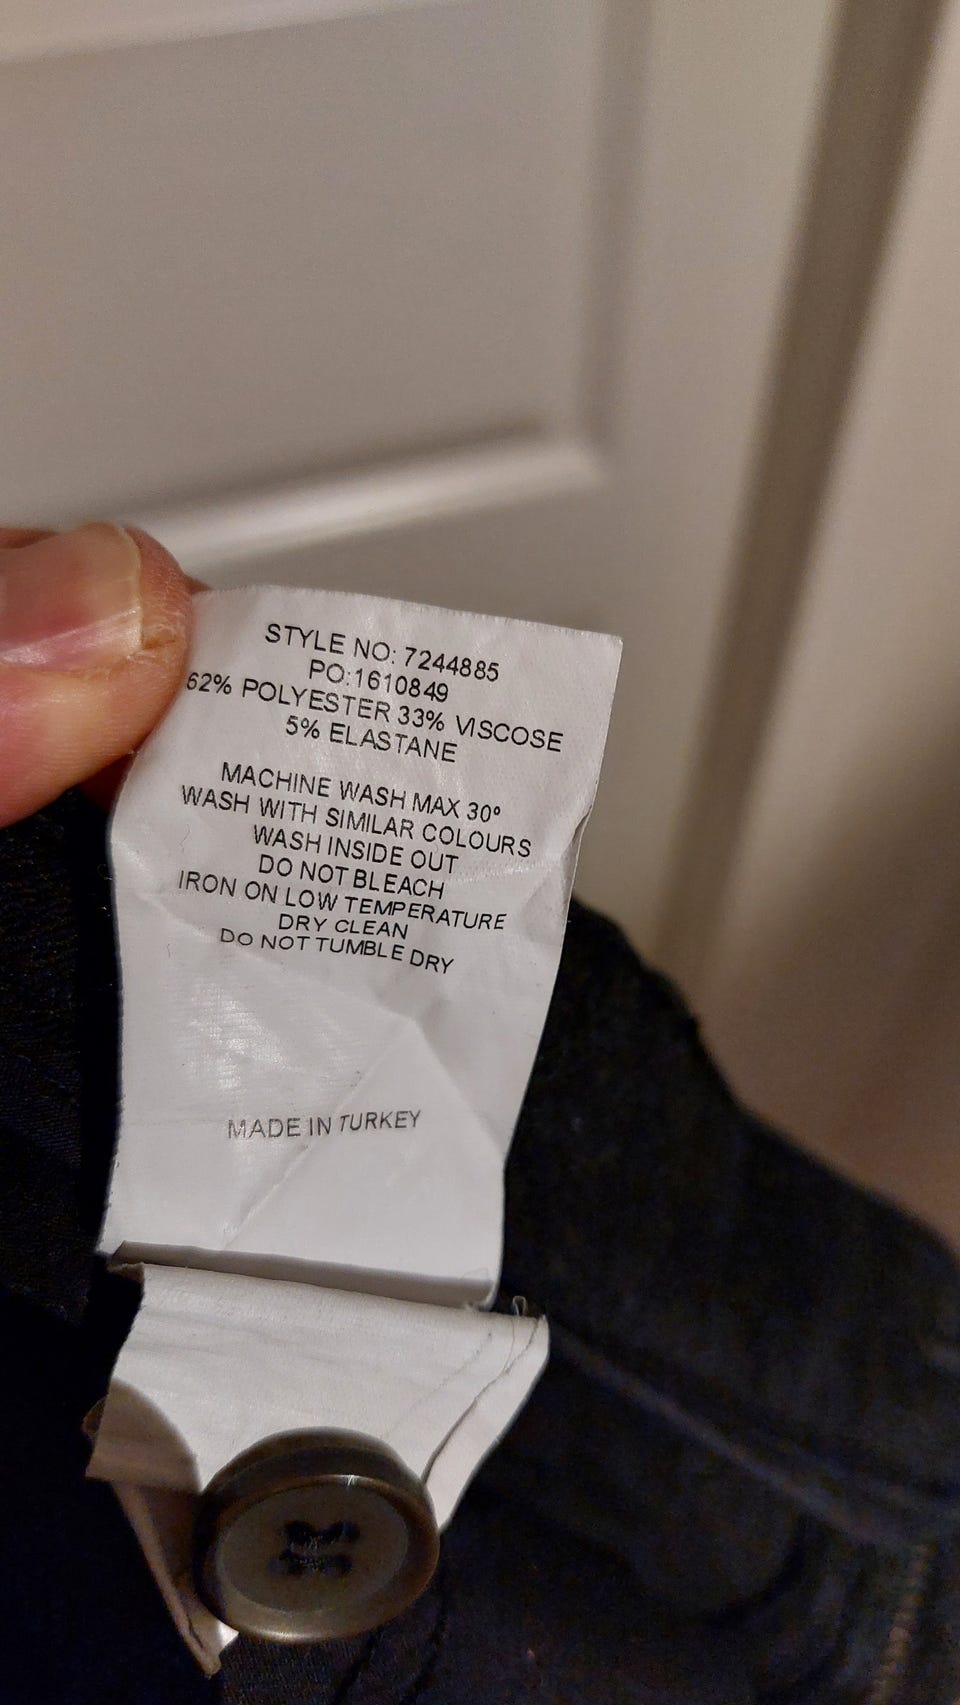 STYLE NO: 7244885
PO:1610849
62% POLYESTER 33% VISCOSE
5% ELASTANE
MACHINE WASH MAX 30º
WASH WITH SIMILAR COLOURS
WASH INSIDE OUT
DO NOT BLEACH
IRON ON LOW TEMPERATURE
DRY CLEAN
DO NOT TUMBLE DRY
MADE IN TURKEY